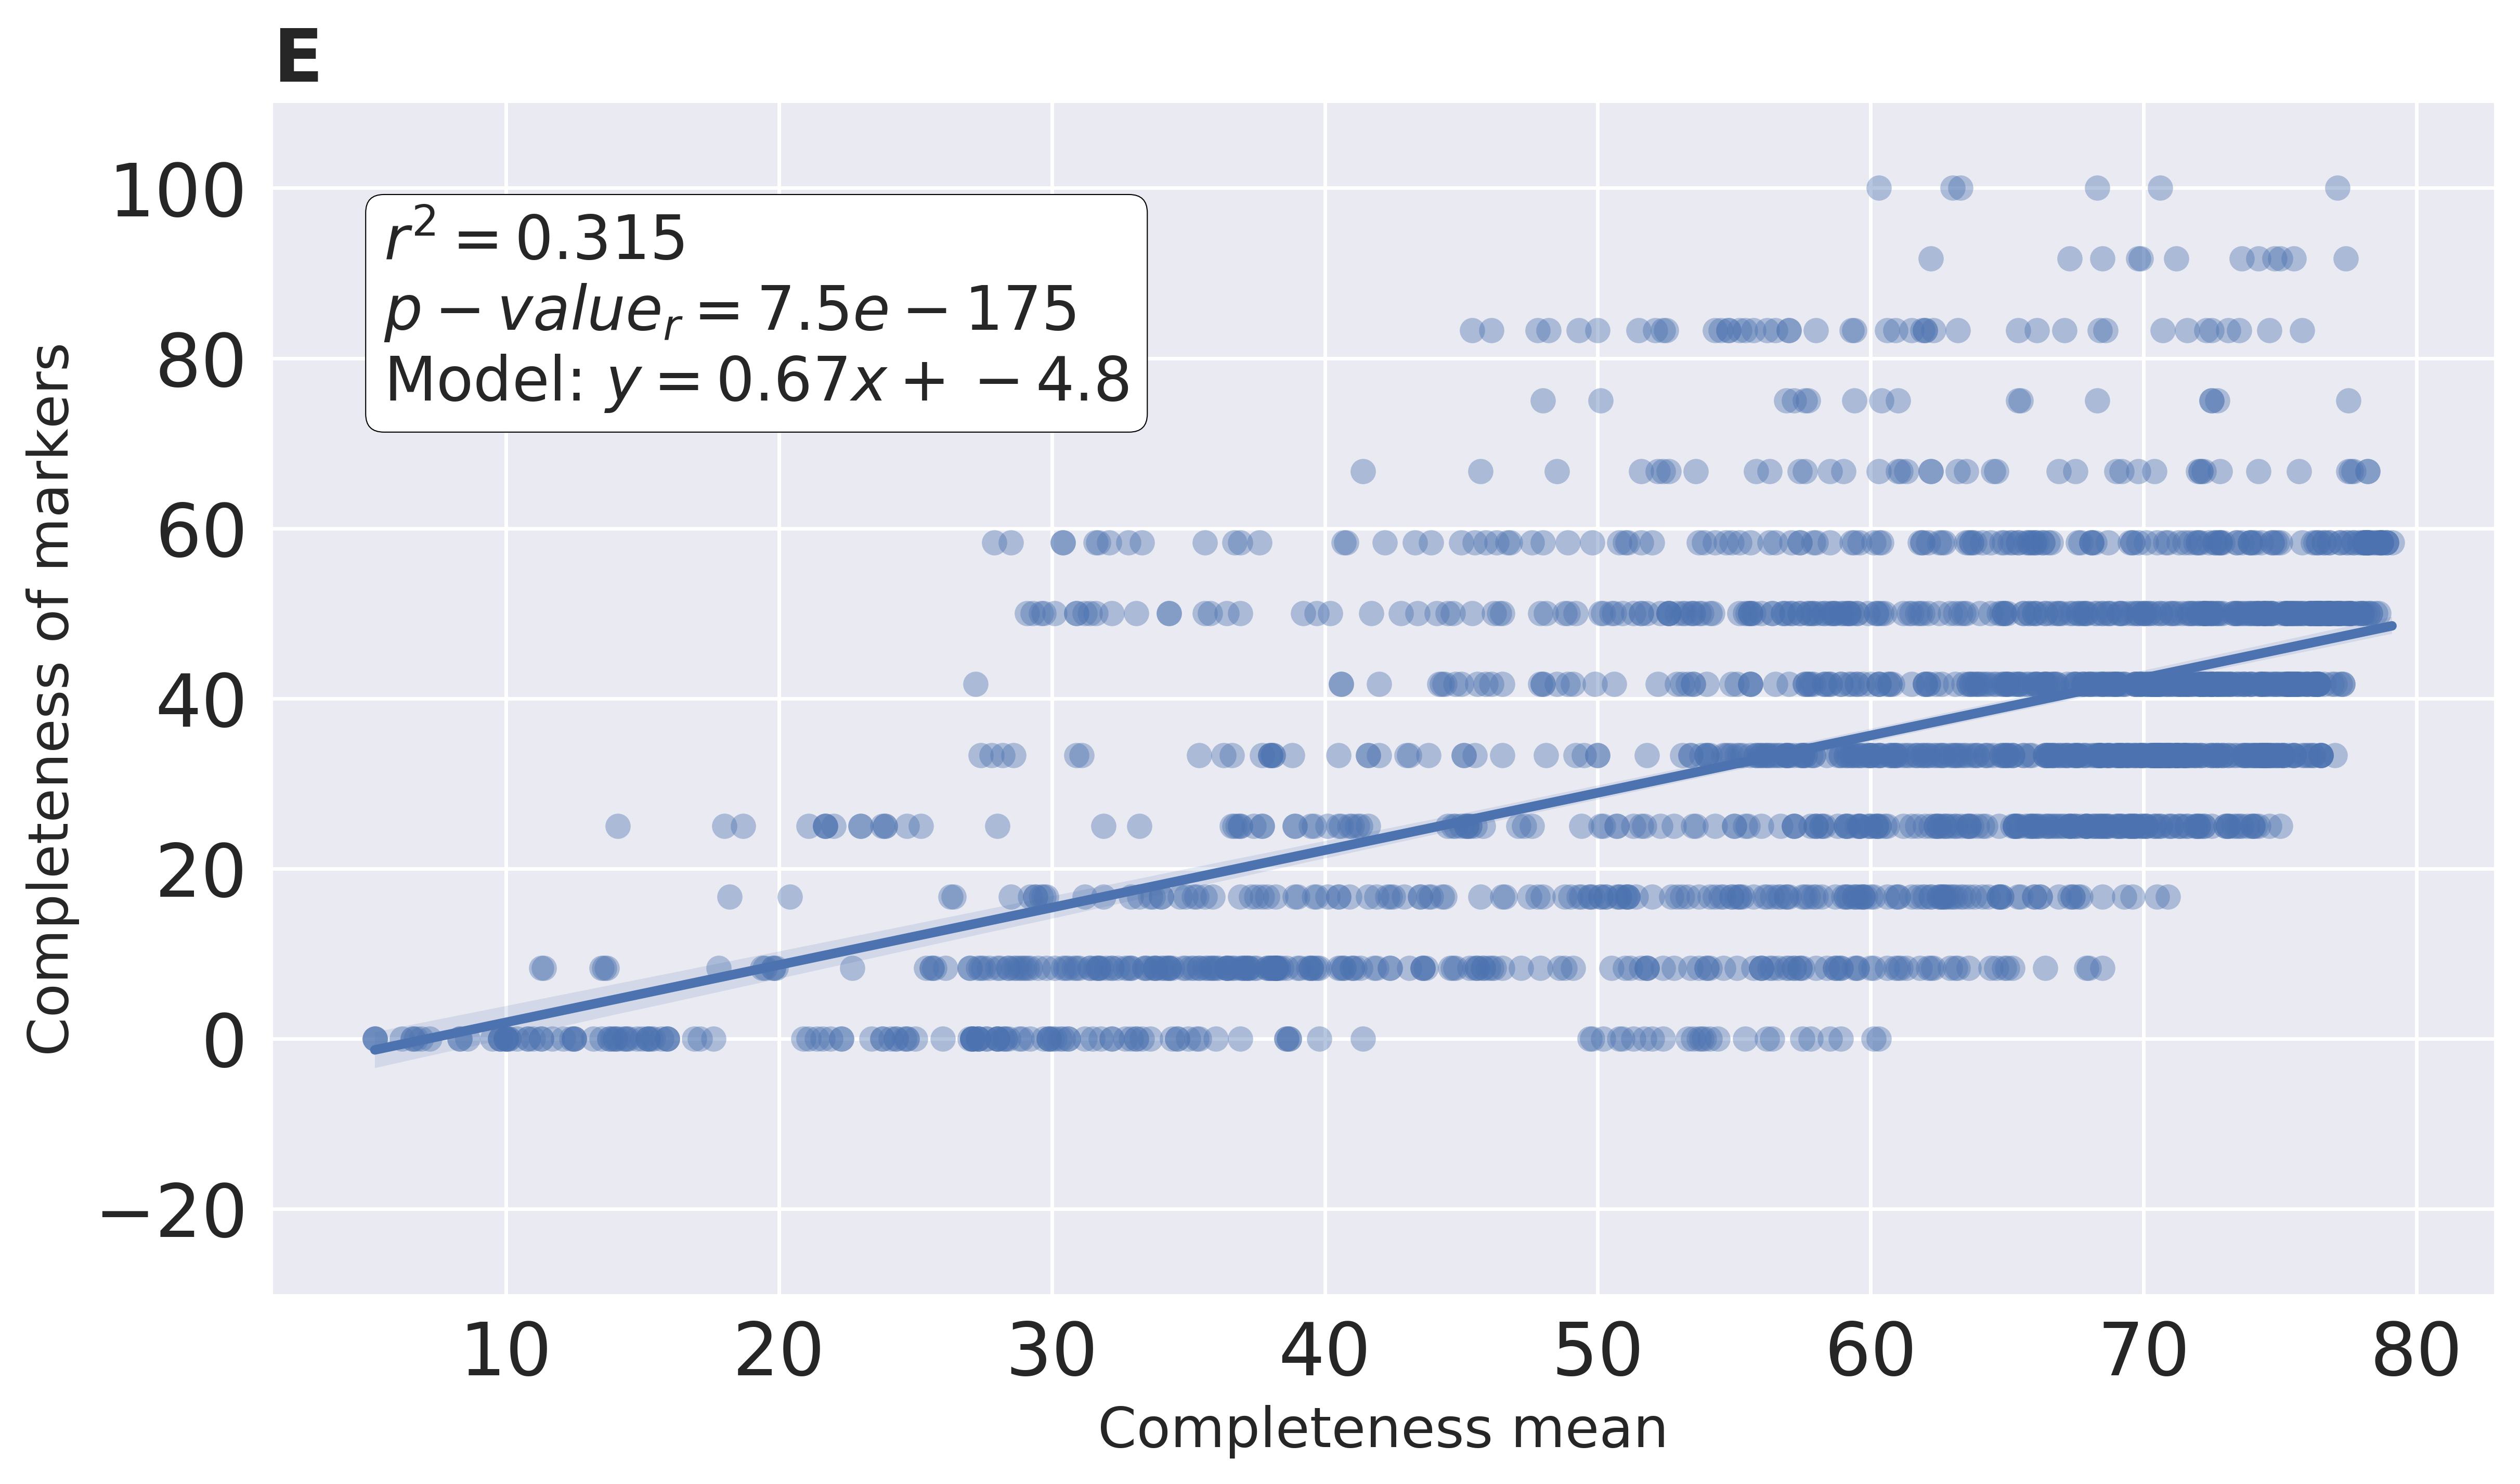 E
100
80
60
40
20
0
−20
Completeness of markers
r² = 0.315
p − value_r = 7.5e − 175
Model: y = 0.67x + − 4.8
10 20 30 40 50 60 70 80
Completeness mean